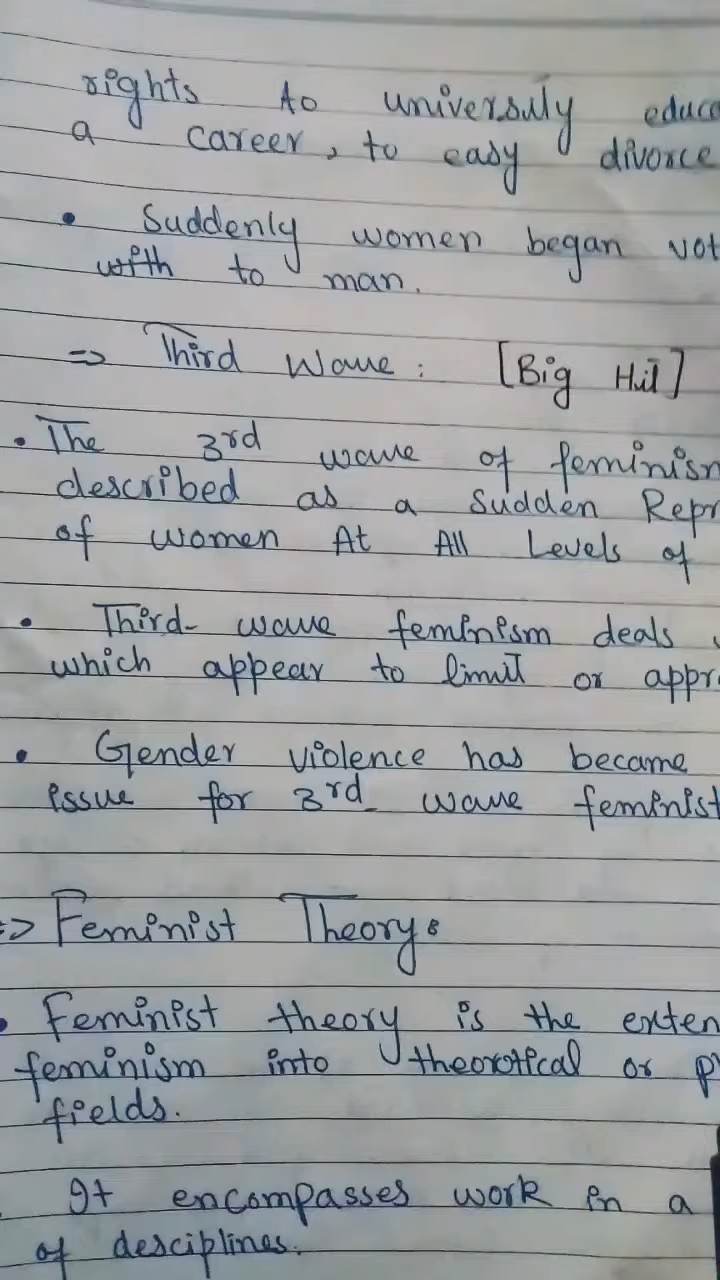 rights to universuly educa
a career, to easy divorce
• Suddenly women began vot
with to man.
=> Third Wave : [Big Hit]
• The 3rd wave of feminism
described as a Sudden Repr
of women At All Levels of
• Third- wave feminism deals
which appear to limit or appr
• Gender violence has became
issue for 3rd wave feminist
=> Feminist Theory:
• Feminist theory is the exten
feminism into theorotical or p
fields.
It encompasses work in a
of desciplines.